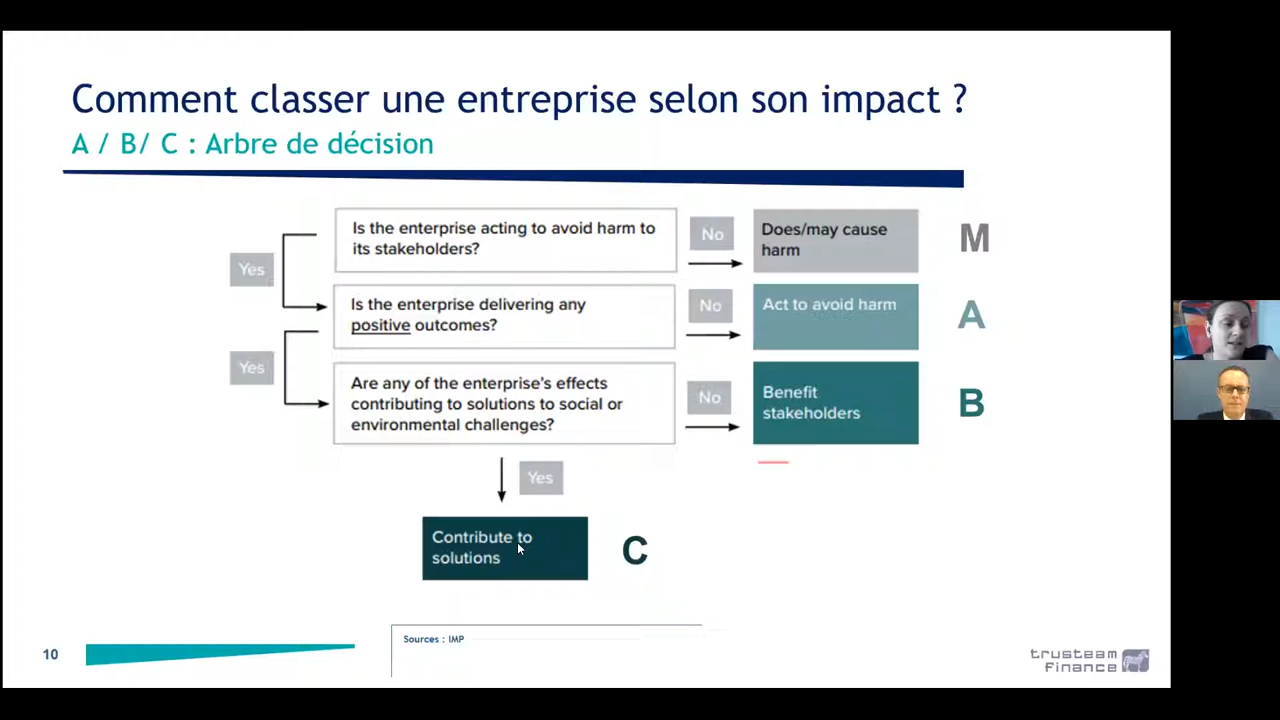 Comment classer une entreprise selon son impact ?
A / B/ C : Arbre de décision
Is the enterprise acting to avoid harm to
its stakeholders?
No
Does/may cause
harm
M
Yes
Is the enterprise delivering any
positive outcomes?
No
Act to avoid harm
A
Yes
Are any of the enterprise's effects
contributing to solutions to social or
environmental challenges?
No
Benefit
stakeholders
B
Yes
Contribute to
solutions
C
Sources : IMP
10
trusteam
finance